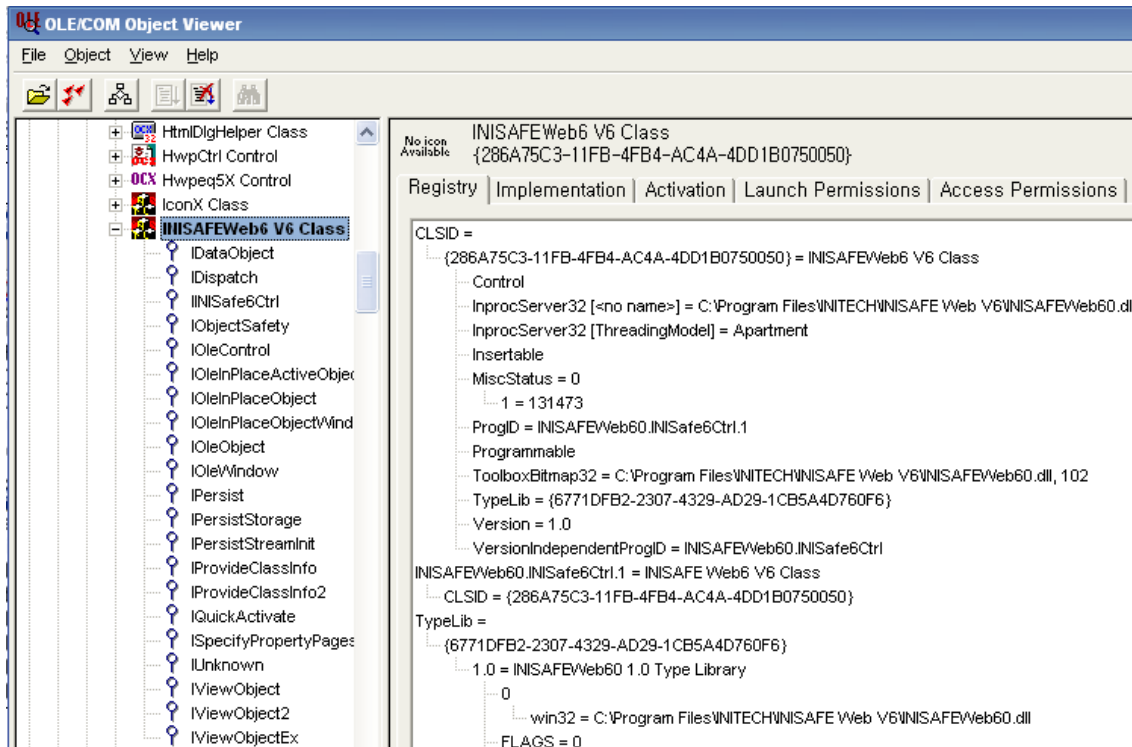 OLE/COM Object Viewer
File Object View Help
HtmlDlgHelper Class
HwpCtrl Control
Hwpeq5X Control
IconX Class
INISAFEWeb6 V6 Class
IDataObject
IDispatch
IINISafe6Ctrl
IObjectSafety
IOleControl
IOleInPlaceActiveObjec
IOleInPlaceObject
IOleInPlaceObjectWind
IOleObject
IOleWindow
IPersist
IPersistStorage
IPersistStreamInit
IProvideClassInfo
IProvideClassInfo2
IQuickActivate
ISpecifyPropertyPages
IUnknown
IViewObject
IViewObject2
IViewObjectEx
No icon
Available
INISAFEWeb6 V6 Class
{286A75C3-11FB-4FB4-AC4A-4DD1B0750050}
Registry Implementation Activation Launch Permissions Access Permissions
CLSID =
{286A75C3-11FB-4FB4-AC4A-4DD1B0750050} = INISAFEWeb6 V6 Class
Control
InprocServer32 [<no name>] = C:₩Program Files₩INITECH₩INISAFE Web V6₩INISAFEWeb60.dl
InprocServer32 [ThreadingModel] = Apartment
Insertable
MiscStatus = 0
1 = 131473
ProgID = INISAFEWeb60.INISafe6Ctrl.1
Programmable
ToolboxBitmap32 = C:₩Program Files₩INITECH₩INISAFE Web V6₩INISAFEWeb60.dll, 102
TypeLib = {6771DFB2-2307-4329-AD29-1CB5A4D760F6}
Version = 1.0
VersionIndependentProgID = INISAFEWeb60.INISafe6Ctrl
INISAFEWeb60.INISafe6Ctrl.1 = INISAFE Web6 V6 Class
CLSID = {286A75C3-11FB-4FB4-AC4A-4DD1B0750050}
TypeLib =
{6771DFB2-2307-4329-AD29-1CB5A4D760F6}
1.0 = INISAFEWeb60 1.0 Type Library
0
win32 = C:₩Program Files₩INITECH₩INISAFE Web V6₩INISAFEWeb60.dll
FLAGS = 0